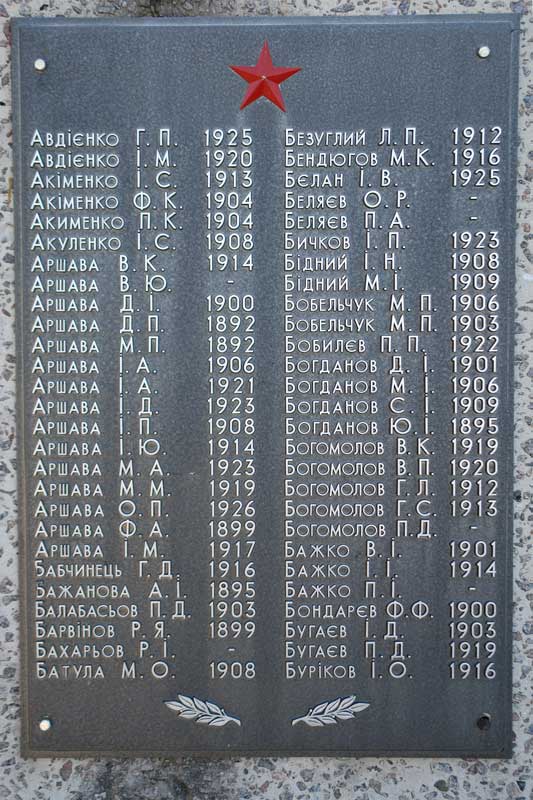 Авдієнко Г. П. 1925
Авдієнко І. М. 1920
Акіменко І. С. 1913
Акіменко Ф. К. 1904
Акименко П. К. 1904
Акуленко І. С. 1908
Аршава В. К. 1914
Аршава В. Ю. -
Аршава Д. І. 1900
Аршава Д. П. 1892
Аршава М. П. 1892
Аршава І. А. 1906
Аршава І. А. 1921
Аршава І. Д. 1923
Аршава І. П. 1908
Аршава І. Ю. 1914
Аршава М. А. 1923
Аршава М. М. 1919
Аршава О. П. 1926
Аршава Ф. А. 1899
Аршава І. М. 1917
Бабчинець Г. Д. 1916
Бажанова А. І. 1895
Балабасьов П. Д. 1903
Барвінов Р. Я. 1899
Бахарьов Р. І. -
Батула М. О. 1908
Безуглий Л. П. 1912
Бендюгов М. К. 1916
Бєлан І. В. 1925
Беляєв О. Р. -
Беляєв П. А. -
Бичков І. П. 1923
Бідний І. Н. 1908
Бідний М. І. 1909
Бобельчук М. П. 1906
Бобельчук М. П. 1903
Бобилєв П. П. 1922
Богданов Д. І. 1901
Богданов М. І. 1906
Богданов С. І. 1909
Богданов Ю. І. 1895
Богомолов В. К. 1919
Богомолов В. П. 1920
Богомолов Г. Л. 1912
Богомолов Г. С. 1913
Богомолов П. Д. -
Бажко В. І. 1901
Бажко І. І. 1914
Бажко П. І. -
Бондарєв Ф. Ф. 1900
Бугаєв І. Д. 1903
Бугаєв П. Д. 1919
Буріков І. О. 1916